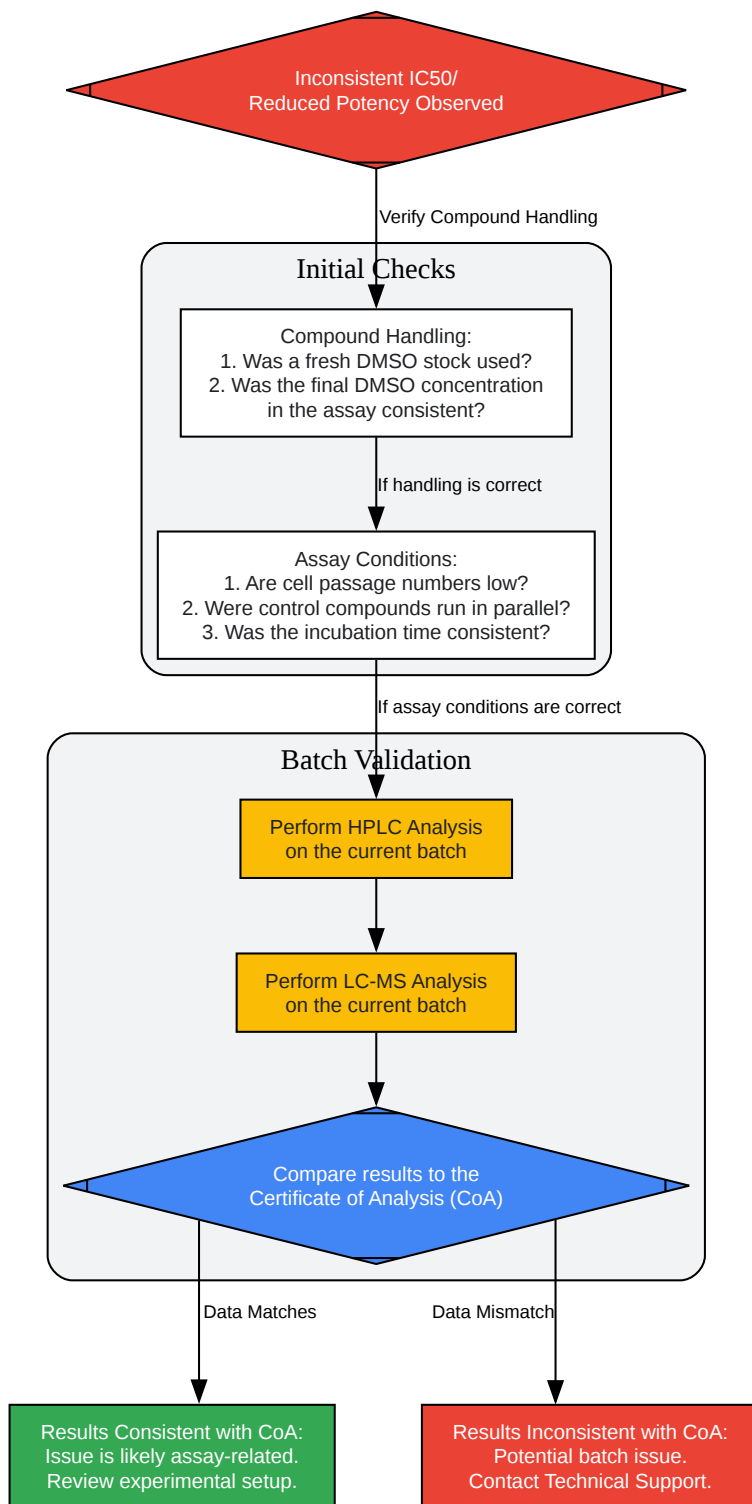 Inconsistent IC50/
Reduced Potency Observed
Verify Compound Handling
Initial Checks
Compound Handling:
1. Was a fresh DMSO stock used?
2. Was the final DMSO concentration
in the assay consistent?
If handling is correct
Assay Conditions:
1. Are cell passage numbers low?
2. Were control compounds run in parallel?
3. Was the incubation time consistent?
If assay conditions are correct
Batch Validation
Perform HPLC Analysis
on the current batch
Perform LC-MS Analysis
on the current batch
Compare results to the
Certificate of Analysis (CoA)
Data Matches
Data Mismatch
Results Consistent with CoA:
Issue is likely assay-related.
Review experimental setup.
Results Inconsistent with CoA:
Potential batch issue.
Contact Technical Support.